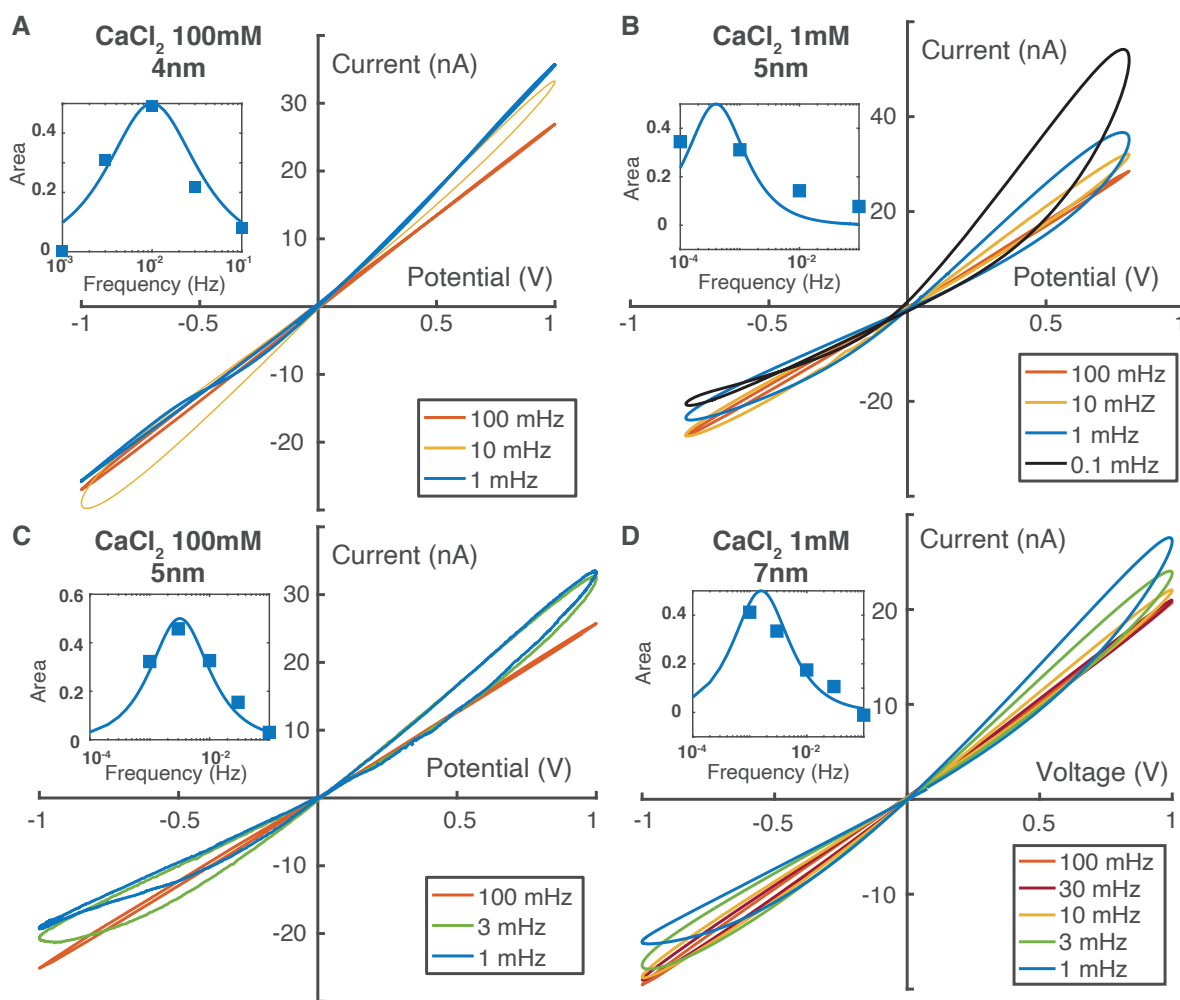 A
CaCl2 100mM
4nm
Current (nA)
30
20
10
-10
-20
Potential (V)
-1
-0.5
0.5
1
0.4
0.2
0
Area
10-3
10-2
10-1
Frequency (Hz)
100 mHz
10 mHz
1 mHz
B
CaCl2 1mM
5nm
Current (nA)
40
20
-20
Potential (V)
-1
-0.5
0.5
1
0.4
0.2
0
Area
10-4
10-2
Frequency (Hz)
100 mHz
10 mHZ
1 mHz
0.1 mHz
C
CaCl2 100mM
5nm
Current (nA)
30
20
10
-10
-20
Potential (V)
-1
-0.5
0.5
1
0.6
0.4
0.2
0
Area
10-4
10-2
Frequency (Hz)
100 mHz
3 mHz
1 mHz
D
CaCl2 1mM
7nm
Current (nA)
20
10
-10
Voltage (V)
-1
-0.5
0.5
1
0.4
0.2
0
Area
10-4
10-2
Frequency (Hz)
100 mHz
30 mHz
10 mHz
3 mHz
1 mHz